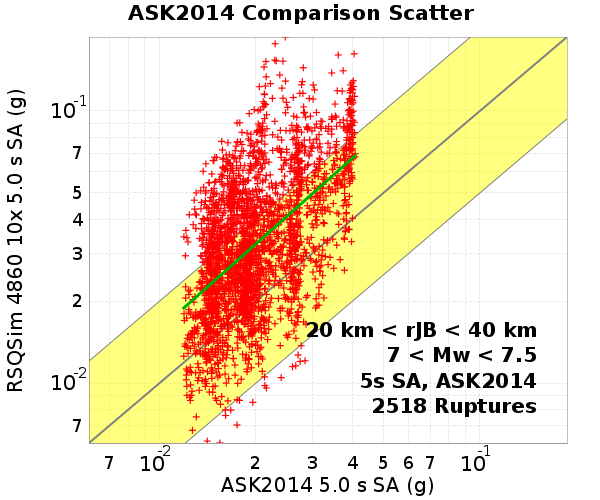 ASK2014 Comparison Scatter
RSQSim 4860 10x 5.0 s SA (g)
10^-1
7
5
4
3
2
10^-2
7
20 km < rJB < 40 km
7 < Mw < 7.5
5s SA, ASK2014
2518 Ruptures
7 10^-2 2 3 4 5 6 7 10^-1
ASK2014 5.0 s SA (g)